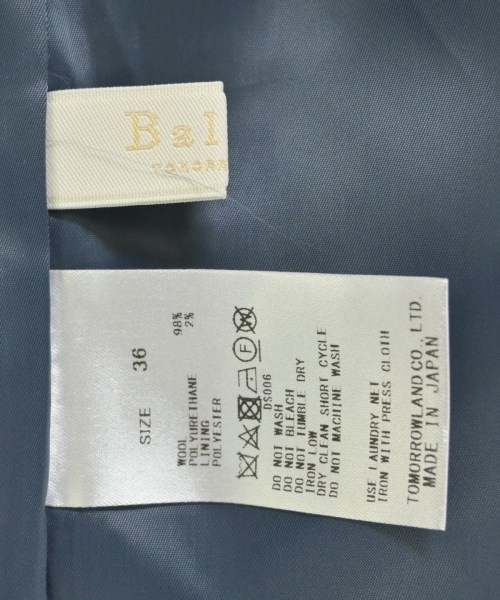 Bal
TOMORR
SIZE 36
WOOL 98%
POLYURETHANE 2%
LINING
POLYESTER
DS006
DO NOT WASH
DO NOT BLEACH
DO NOT TUMBLE DRY
IRON LOW
DRY CLEAN SHORT CYCLE
DO NOT MACHINE WASH
USE LAUNDRY NET
IRON WITH PRESS CLOTH
TOMORROWLAND CO., LTD.
MADE IN JAPAN